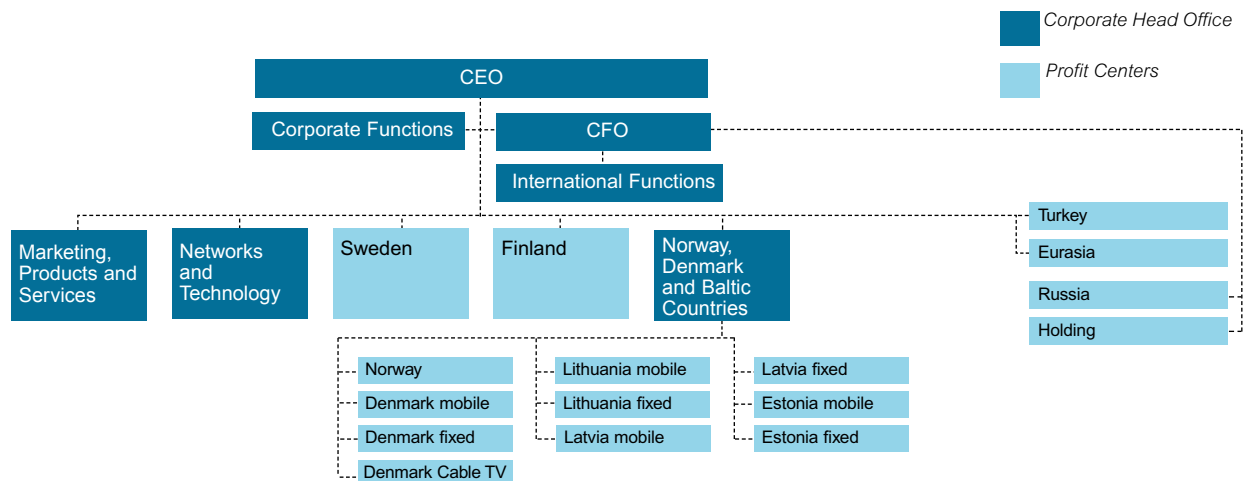 Corporate Head Office
Profit Centers
CEO
Corporate Functions
CFO
International Functions
Marketing,
Products and
Services
Networks
and
Technology
Sweden
Finland
Norway,
Denmark
and Baltic
Countries
Turkey
Eurasia
Russia
Holding
Norway
Denmark mobile
Denmark fixed
Denmark Cable TV
Lithuania mobile
Lithuania fixed
Latvia mobile
Latvia fixed
Estonia mobile
Estonia fixed